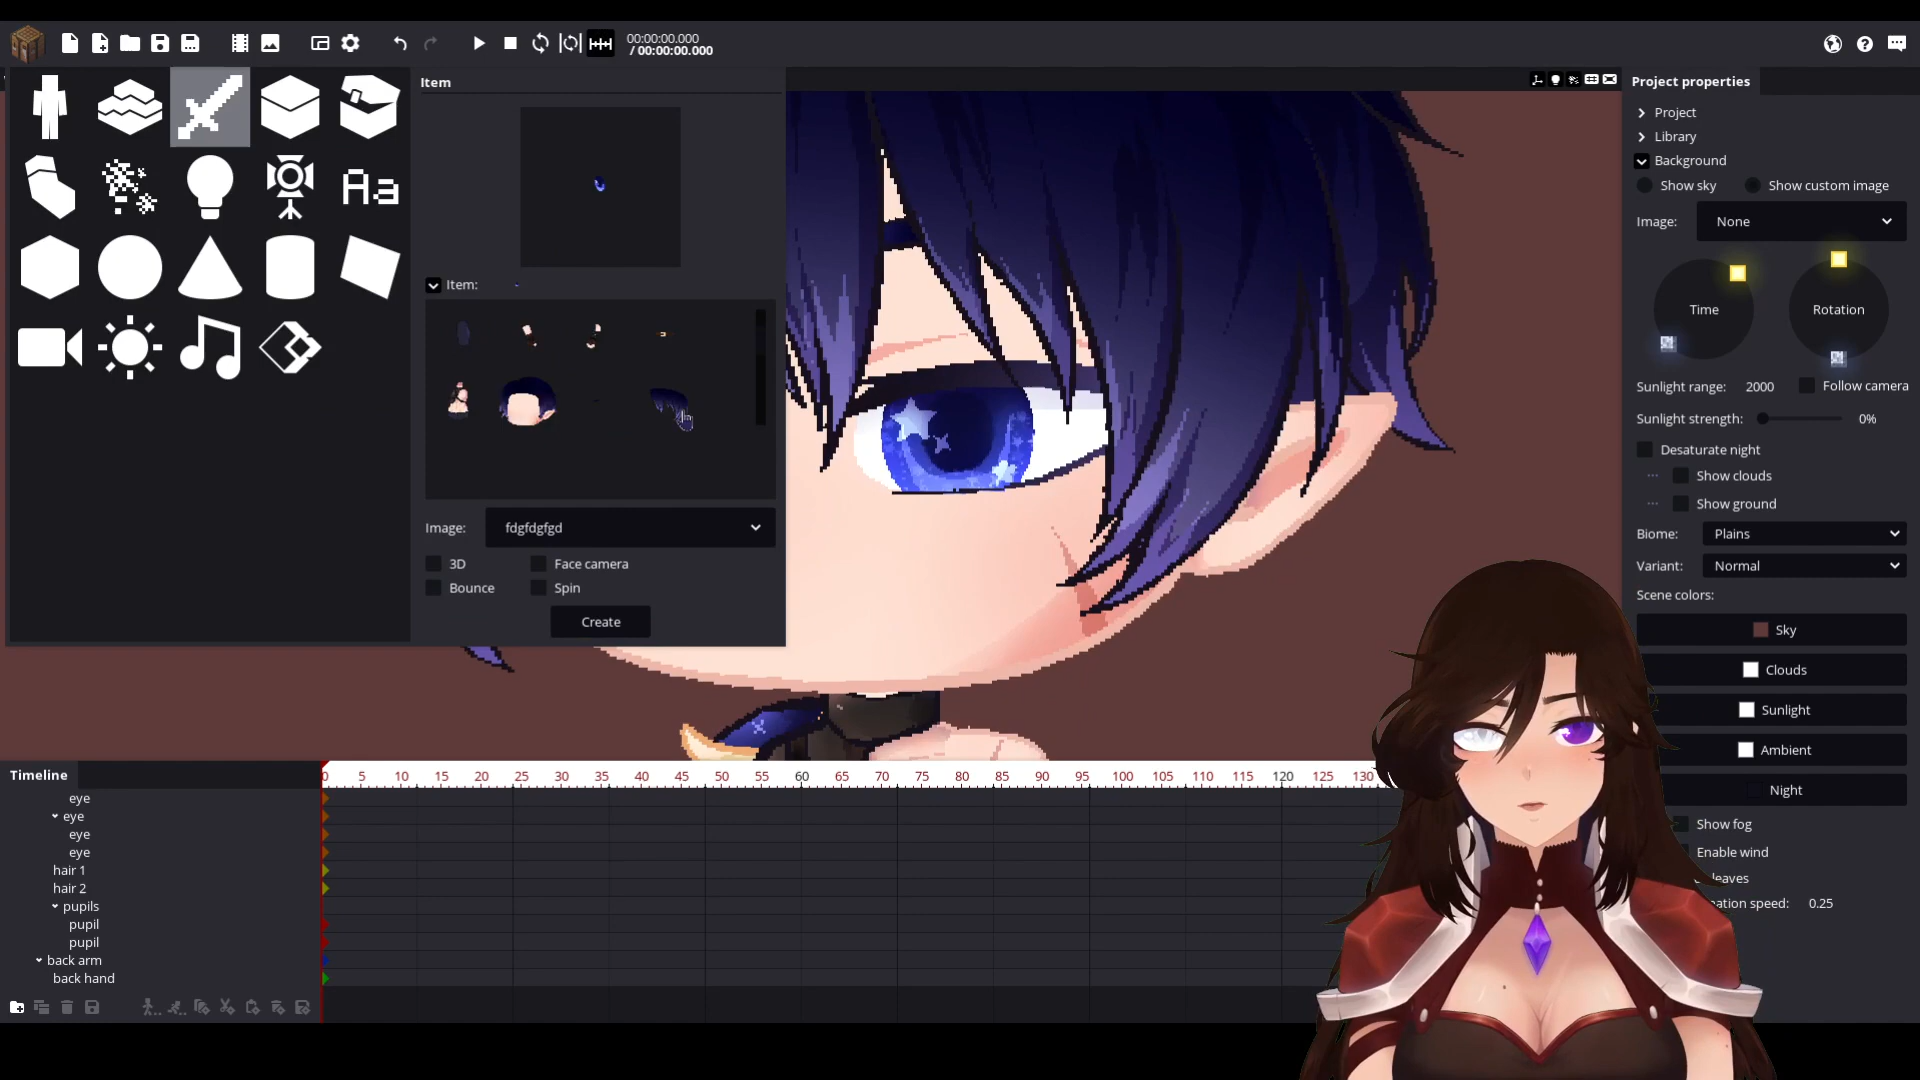 00:00:00.000
/ 00:00:00.000
Item
Item:
Image: fdgfdgfgd
3D
Face camera
Bounce
Spin
Create
Project properties
Project
Library
Background
Show sky
Show custom image
Image: None
Time
Rotation
Sunlight range: 2000
Follow camera
Sunlight strength: 0%
Desaturate night
Show clouds
Show ground
Biome: Plains
Variant: Normal
Scene colors:
Sky
Clouds
Sunlight
Ambient
Night
Show fog
Enable wind
leaves
speed: 0.25
Timeline
0 5 10 15 20 25 30 35 40 45 50 55 60 65 70 75 80 85 90 95 100 105 110 115 120 125 130
eye
eye
eye
eye
hair 1
hair 2
pupils
pupil
pupil
back arm
back hand